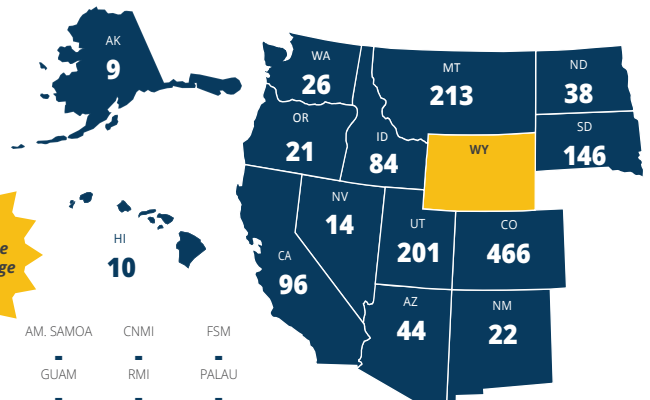 AK
9
WA
26
MT
213
ND
38
OR
21
ID
84
WY
SD
146
NV
14
UT
201
CO
466
HI
10
CA
96
AZ
44
NM
22
AM. SAMOA CNMI FSM
- - -
GUAM RMI PALAU
- - -